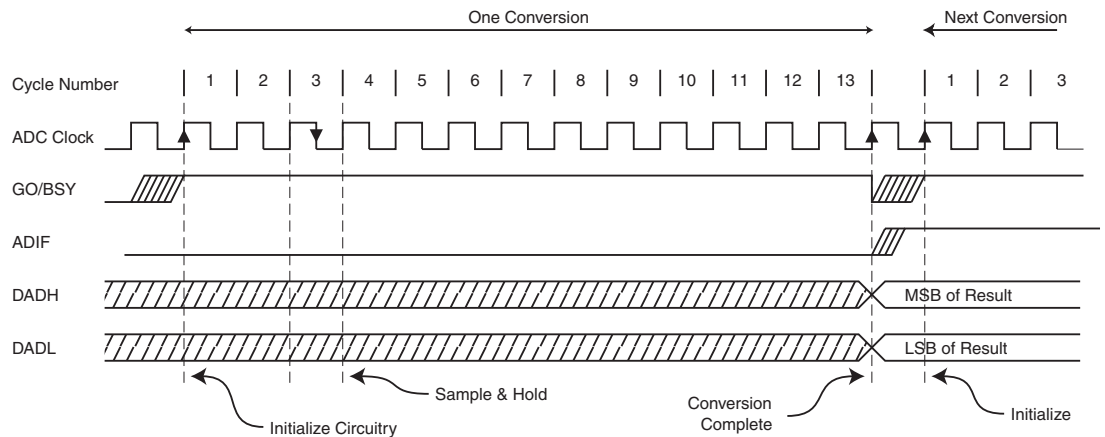 One Conversion
Next Conversion
Cycle Number
1 2 3 4 5 6 7 8 9 10 11 12 13 1 2 3
ADC Clock
GO/BSY
ADIF
DADH
MSB of Result
DADL
LSB of Result
Sample & Hold
Initialize Circuitry
Conversion
Complete
Initialize